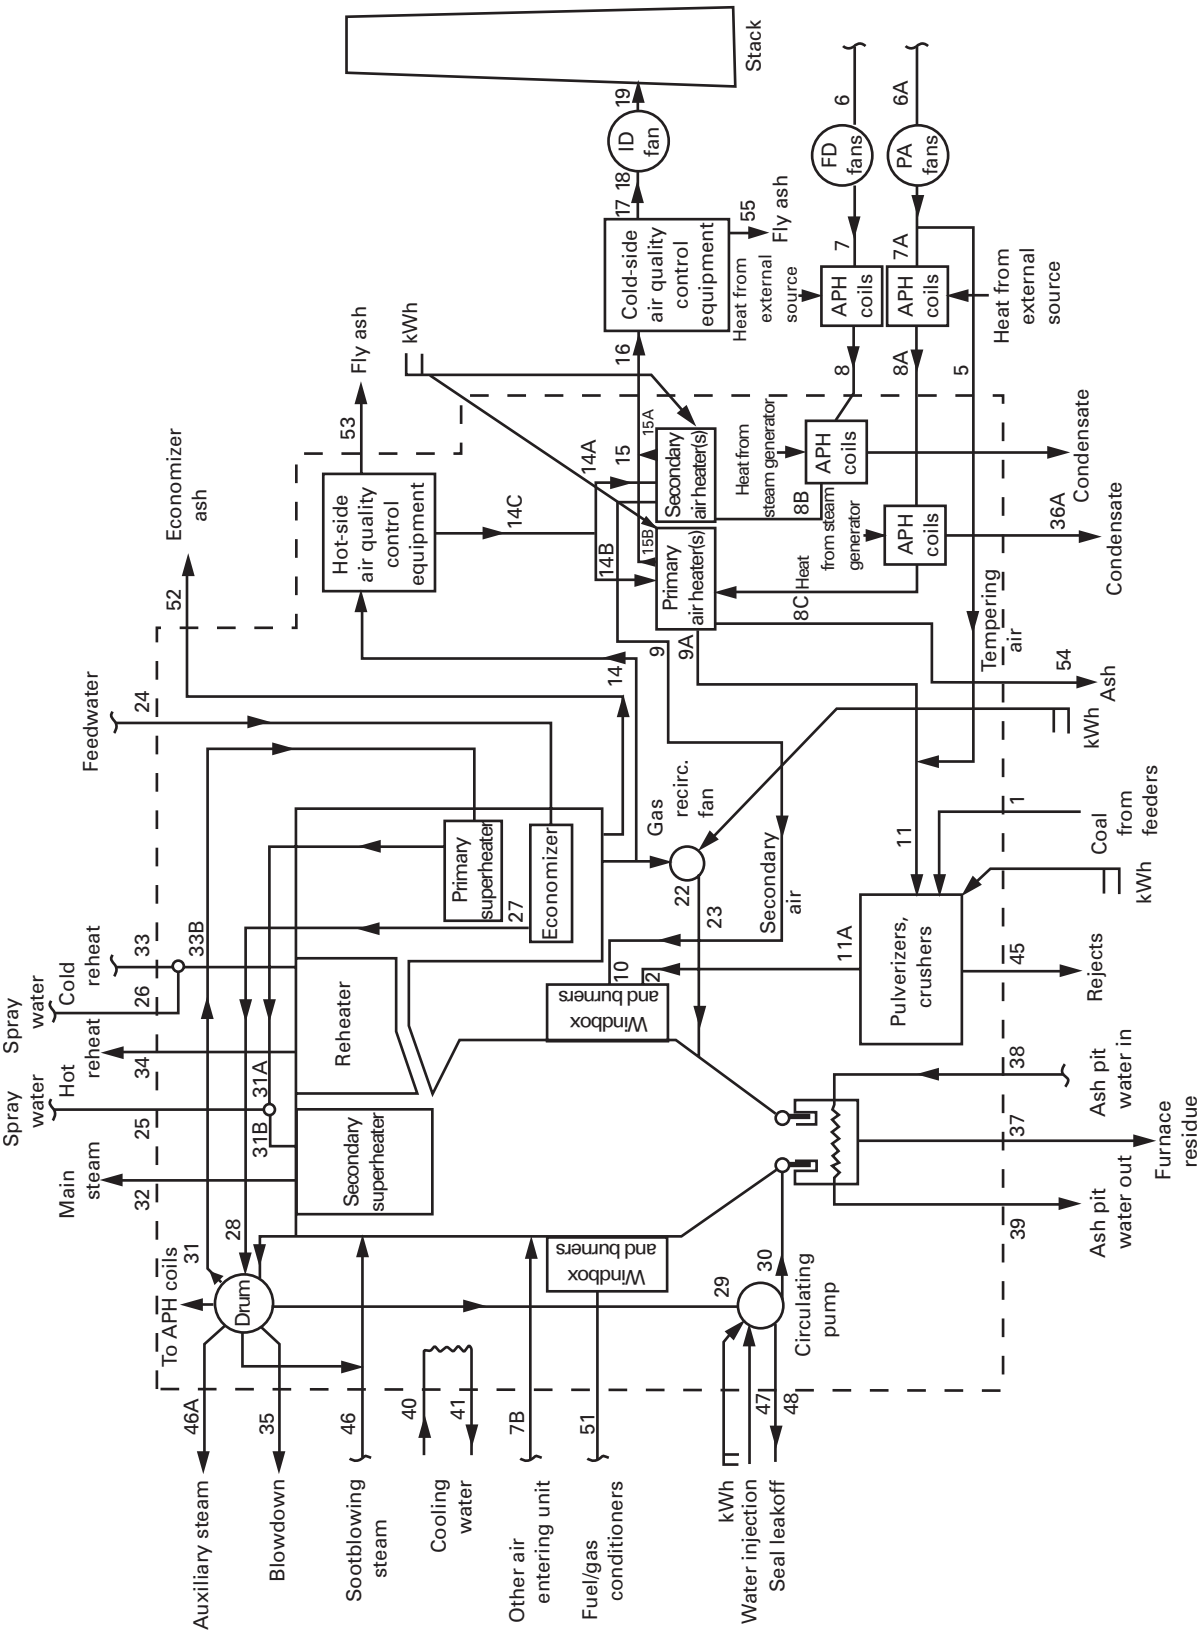 Stack
19
ID
fan
18
17
Cold-side
air quality
control
equipment
55
Fly ash
16
6
FD
fans
7
6A
PA
fans
7A
Heat from
external
source
APH
coils
APH
coils
Heat from
external
source
8
8A
5
Fly ash
53
kWh
Hot-side
air quality
control
equipment
14C
14A
14B
15
15A
15B
Secondary
air heater(s)
Primary
air heater(s)
Heat from
steam generator
APH
coils
8B
Condensate
Heat
from steam
generator
APH
coils
36A
Condensate
8C
Tempering
air
54
Ash
9
9A
14
Economizer
ash
52
Feedwater
24
kWh
Gas
recirc.
fan
22
23
Secondary
air
11
1
Coal
from
feeders
kWh
Primary
superheater
27
Economizer
33B
33
Cold
reheat
26
Spray
water
34
Hot
reheat
31A
31B
25
Spray
water
32
Main
steam
Reheater
Secondary
superheater
10
2
11A
Windbox
and burners
Pulverizers,
crushers
45
Rejects
38
Ash pit
water in
37
Furnace
residue
39
Ash pit
water out
28
31
To APH coils
Drum
Windbox
and burners
29
30
Circulating
pump
46A
Auxiliary steam
35
Blowdown
46
Sootblowing
steam
40
41
Cooling
water
7B
Other air
entering unit
51
Fuel/gas
conditioners
kWh
Water injection
47
48
Seal leakoff